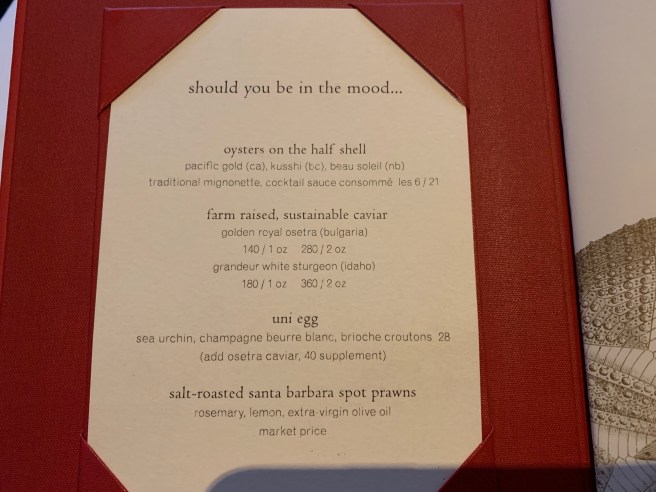 should you be in the mood...
oysters on the half shell
pacific gold (ca), kusshi (bc), beau soleil (nb)
traditional mignonette, cocktail sauce consommé les 6 / 21
farm raised, sustainable caviar
golden royal osetra (bulgaria)
140 / 1 oz 280 / 2 oz
grandeur white sturgeon (idaho)
180 / 1 oz 360 / 2 oz
uni egg
sea urchin, champagne beurre blanc, brioche croutons 28
(add osetra caviar, 40 supplement)
salt-roasted santa barbara spot prawns
rosemary, lemon, extra-virgin olive oil
market price